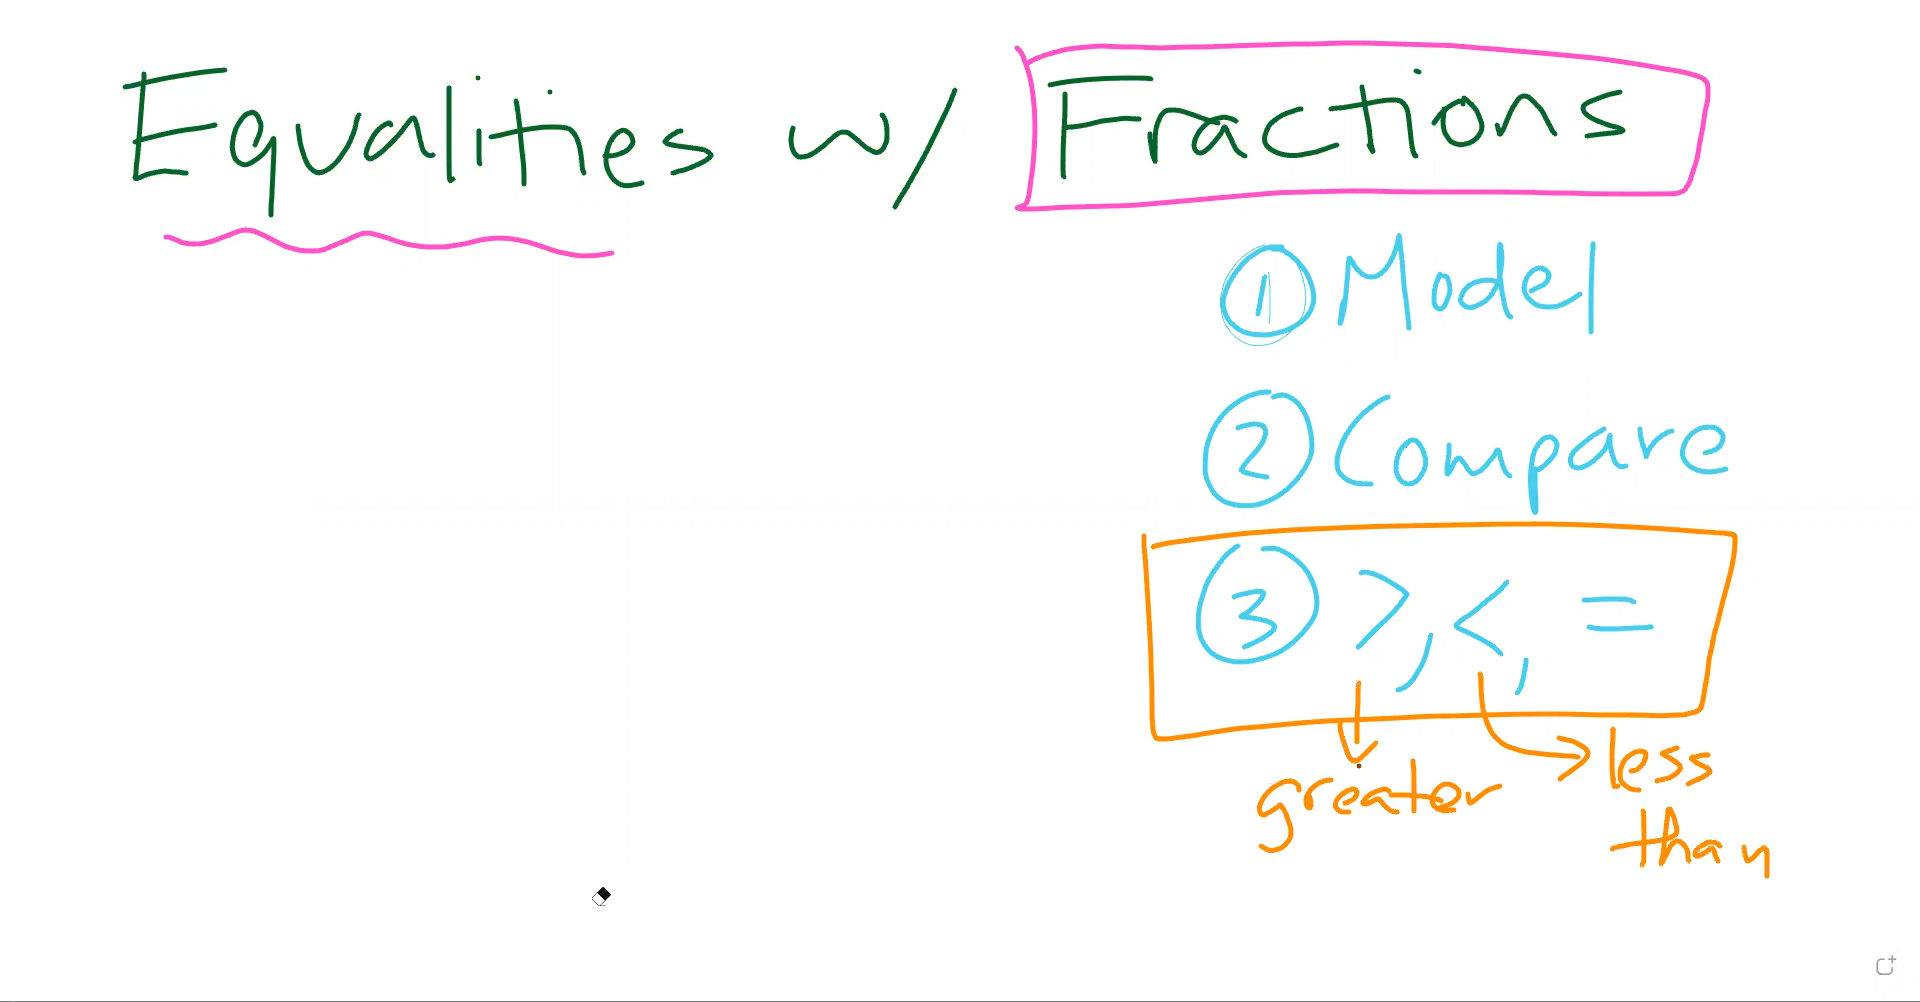 Equalities w/ Fractions
① Model
② Compare
③ >, <, =
greater
less
than